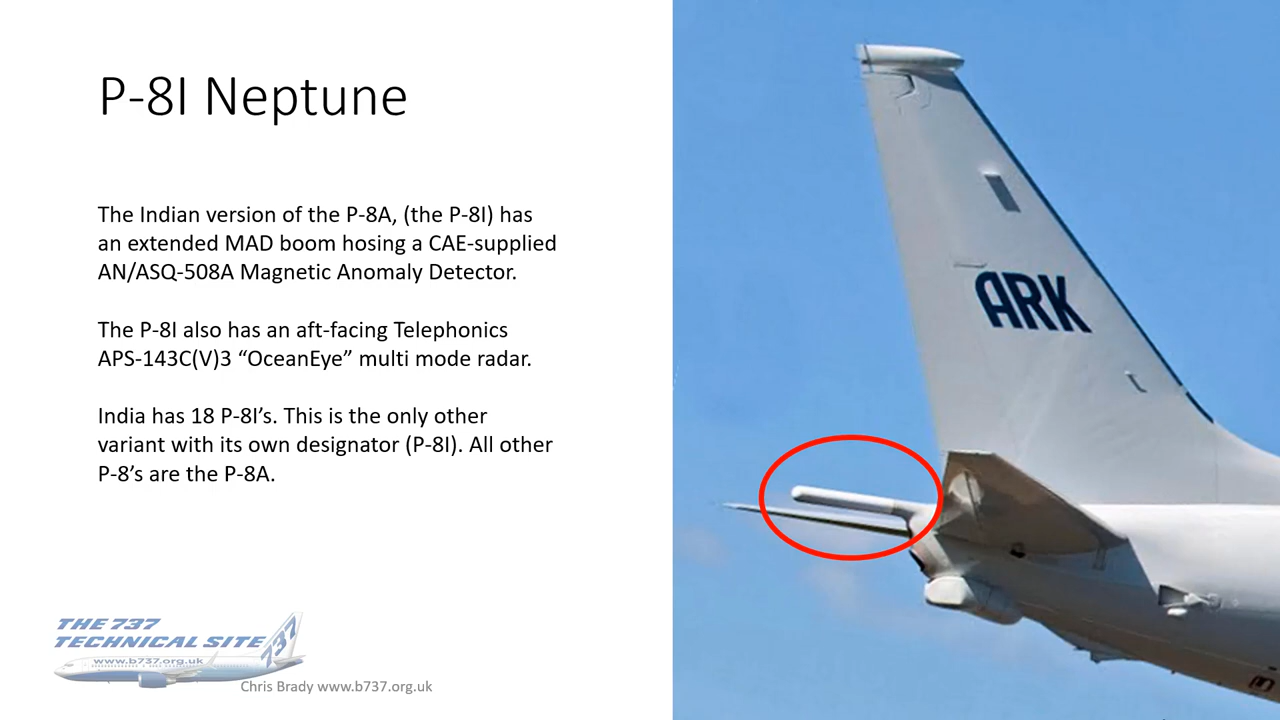 P-8I Neptune
The Indian version of the P-8A, (the P-8I) has
an extended MAD boom hosing a CAE-supplied
AN/ASQ-508A Magnetic Anomaly Detector.
The P-8I also has an aft-facing Telephonics
APS-143C(V)3 “OceanEye” multi mode radar.
India has 18 P-8I’s. This is the only other
variant with its own designator (P-8I). All other
P-8’s are the P-8A.
THE 737
TECHNICAL SITE
737
www.b737.org.uk
Chris Brady www.b737.org.uk
ARK